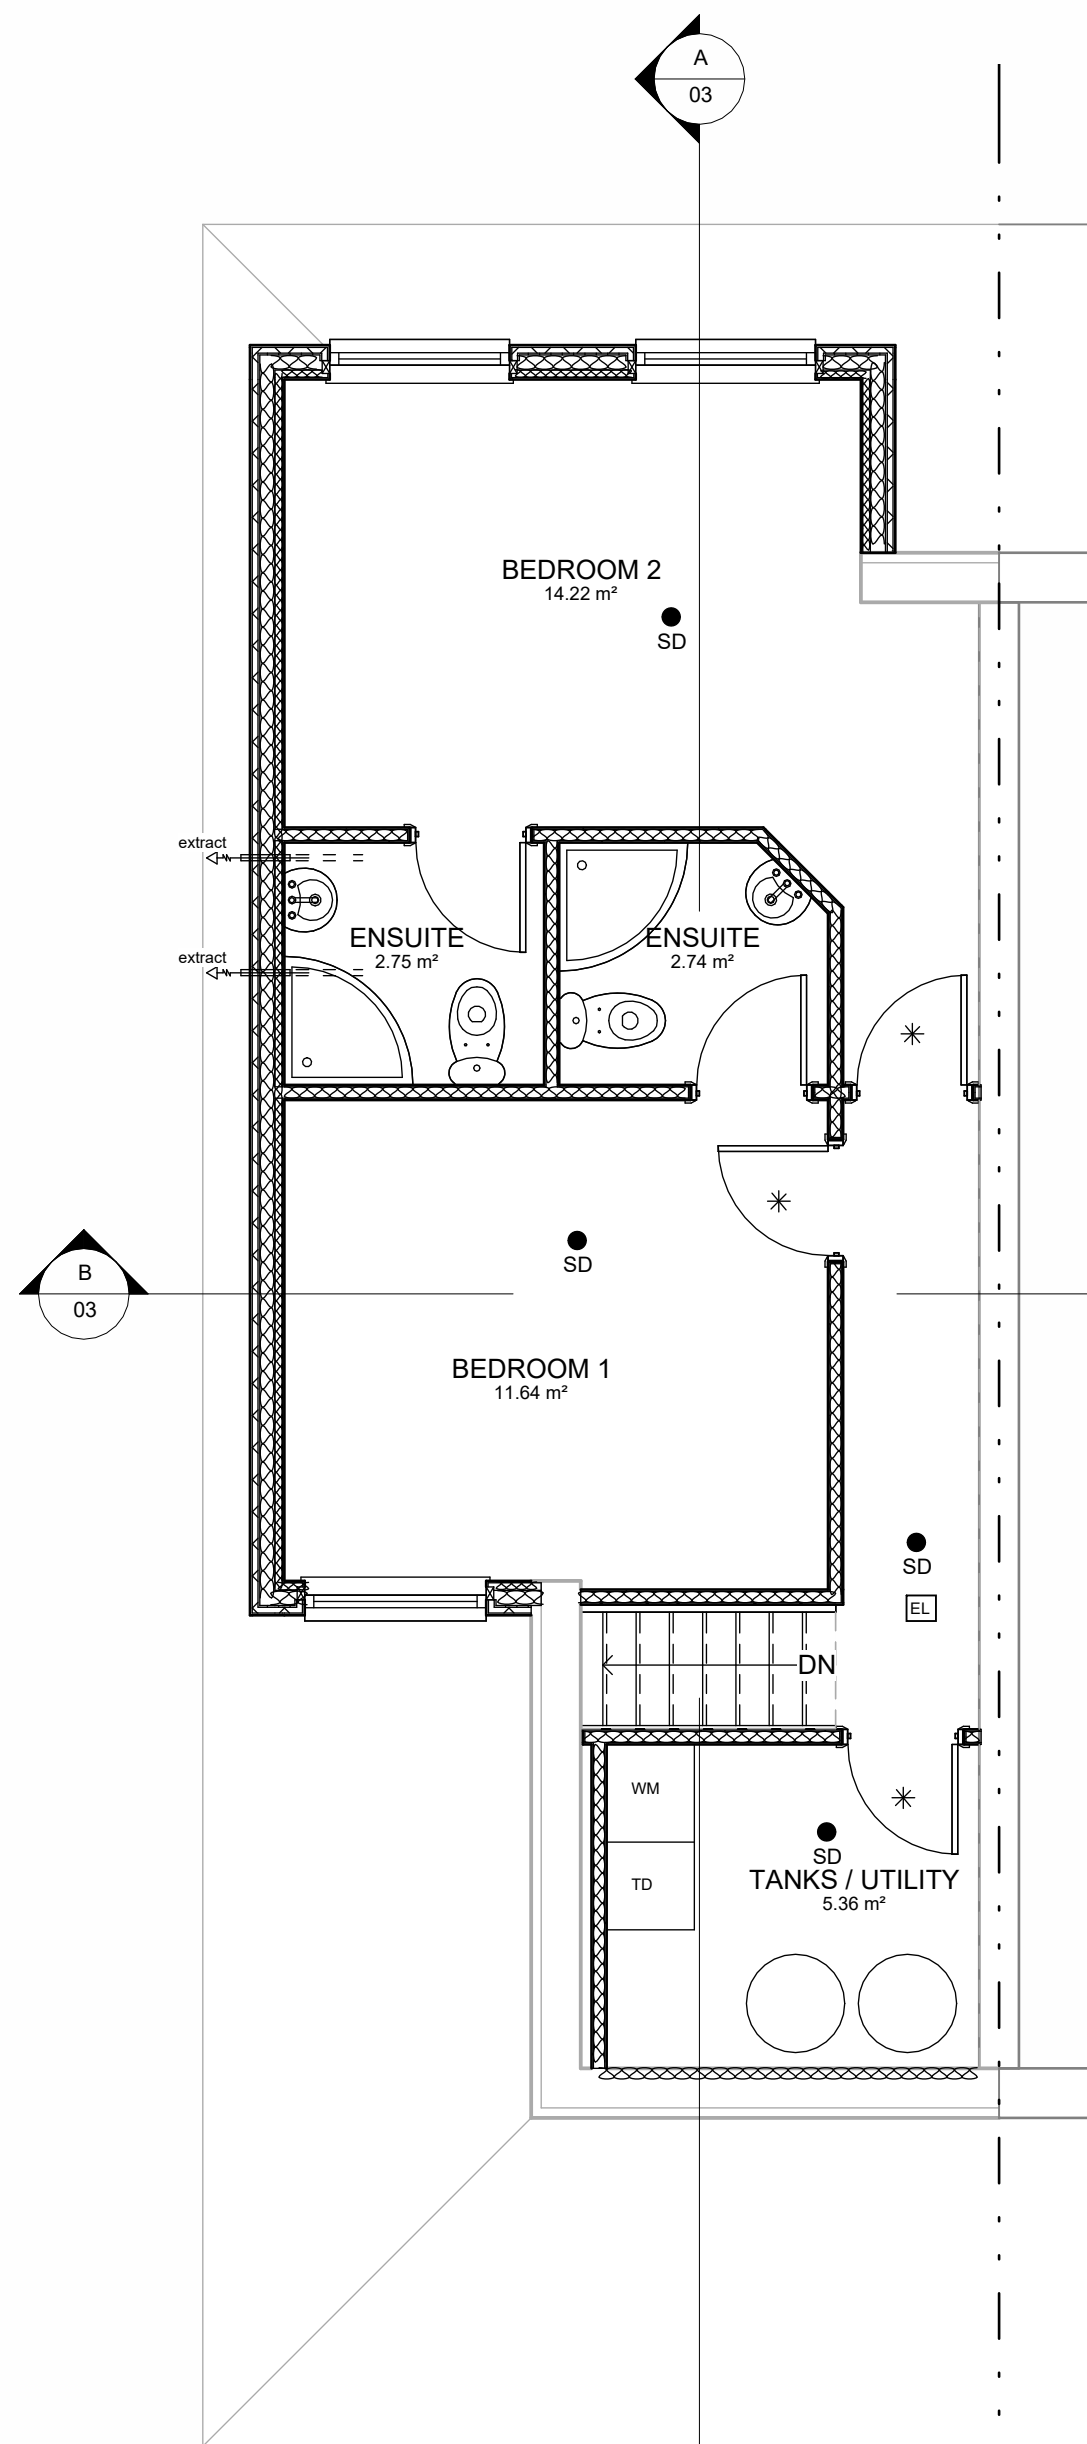 A
03
BEDROOM 2
14.22 m²
SD
extract
extract
ENSUITE
2.75 m²
ENSUITE
2.74 m²
SD
B
03
BEDROOM 1
11.64 m²
SD
EL
DN
WM
SD
TD
TANKS / UTILITY
5.36 m²